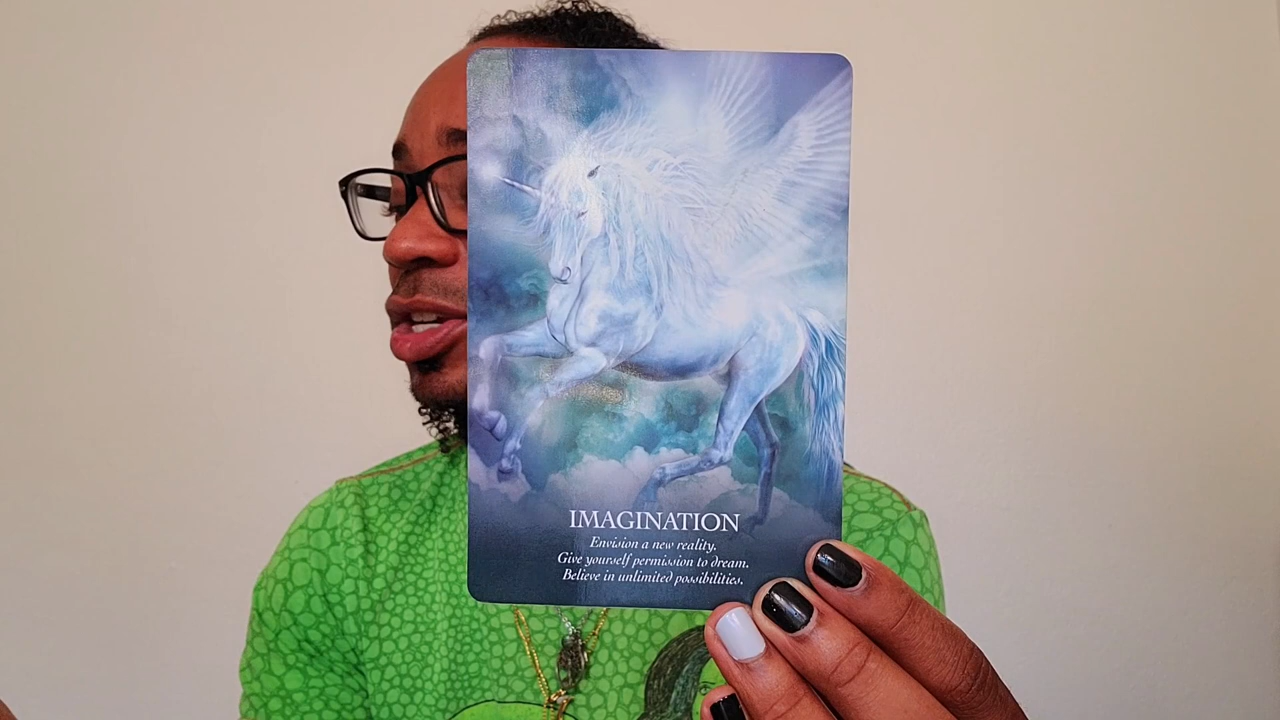 IMAGINATION
Envision a new reality.
Give yourself permission to dream.
Believe in unlimited possibilities.